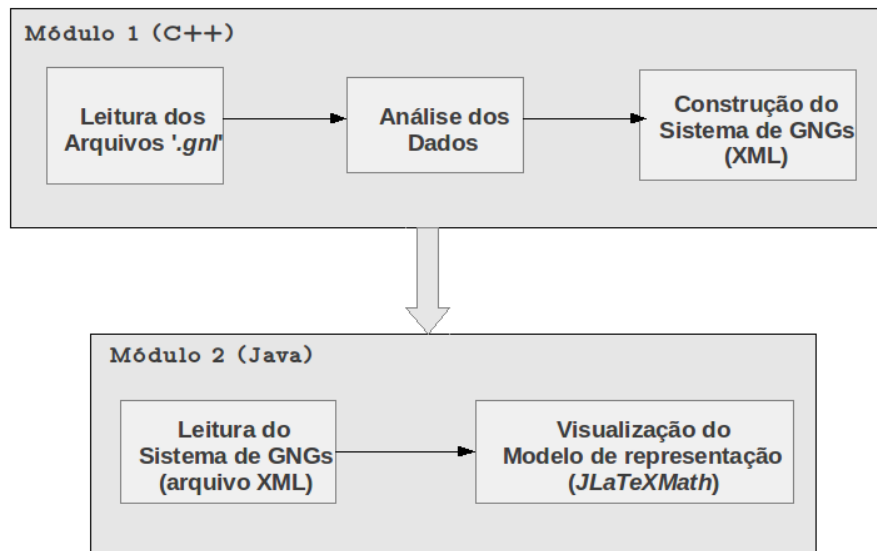 Módulo 1 (C++)
Leitura dos
Arquivos '.gnl'
Análise dos
Dados
Construção do
Sistema de GNGs
(XML)
Módulo 2 (Java)
Leitura do
Sistema de GNGs
(arquivo XML)
Visualização do
Modelo de representação
(JLaTeXMath)